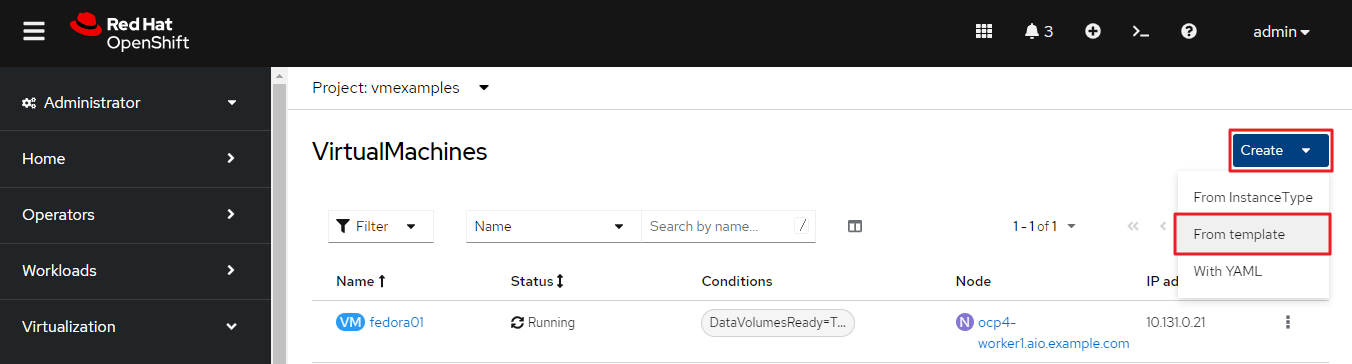 Red Hat
OpenShift
3
admin
Administrator
Project: vmexamples
Home
VirtualMachines
Create
From InstanceType
Operators
Filter
Name
Search by name...
/
1 - 1 of 1
From template
Workloads
With YAML
Name
Status
Conditions
Node
IP ad
Virtualization
VM
fedora01
Running
DataVolumesReady=T...
N
ocp4-
worker1.aio.example.com
10.131.0.21